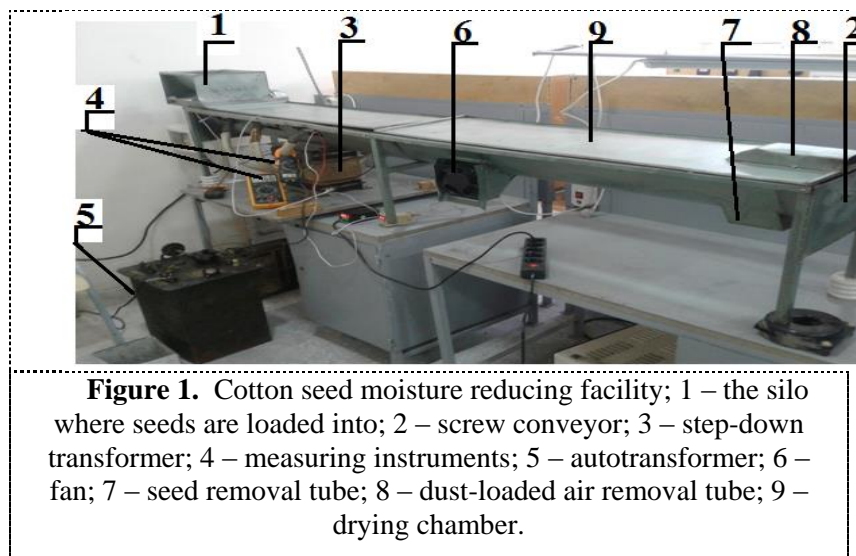 1 3 6 9 7 8 2
4
5
Figure 1. Cotton seed moisture reducing facility; 1 – the silo
where seeds are loaded into; 2 – screw conveyor; 3 – step-down
transformer; 4 – measuring instruments; 5 – autotransformer; 6 –
fan; 7 – seed removal tube; 8 – dust-loaded air removal tube; 9 –
drying chamber.